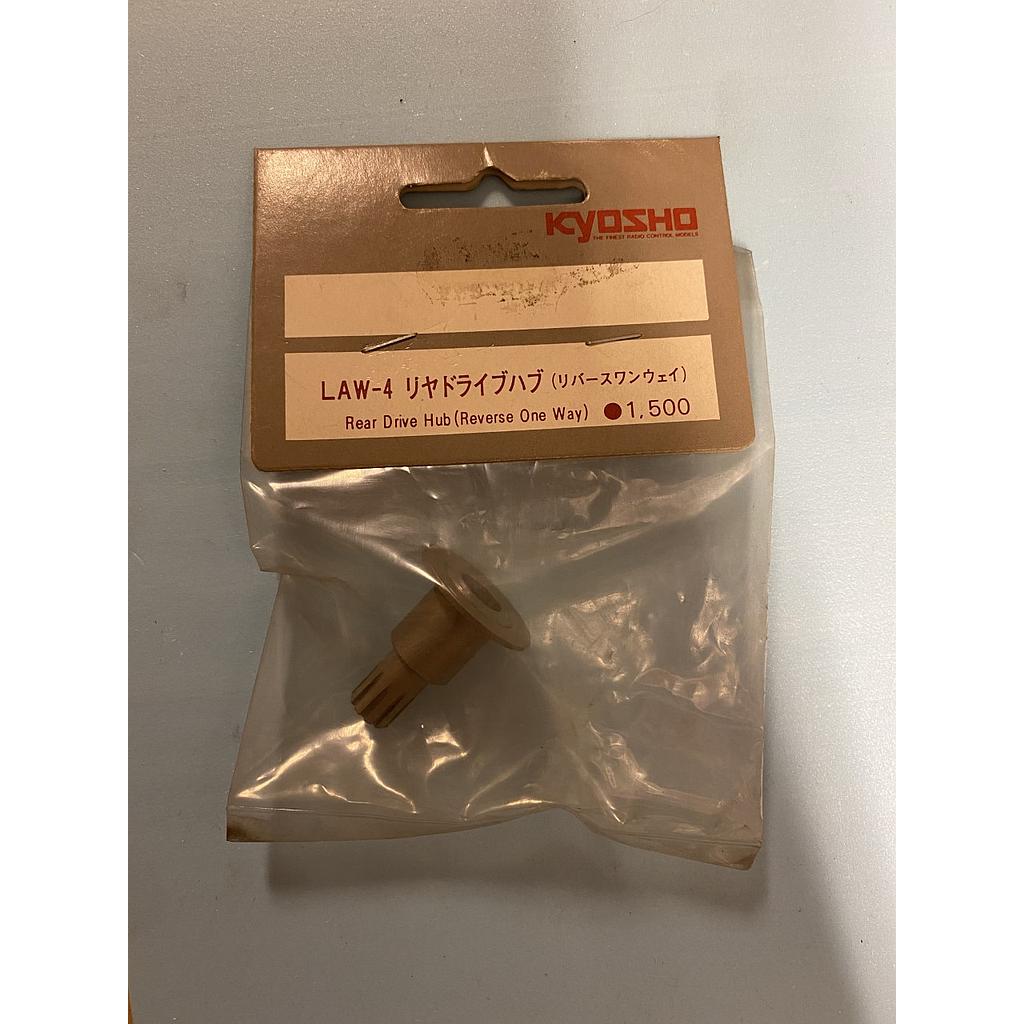 KYOSHO
THE FINEST RADIO CONTROL MODELS
LAW-4 リヤドライブハブ(リバースワンウェイ)
Rear Drive Hub(Reverse One Way) ●1,500